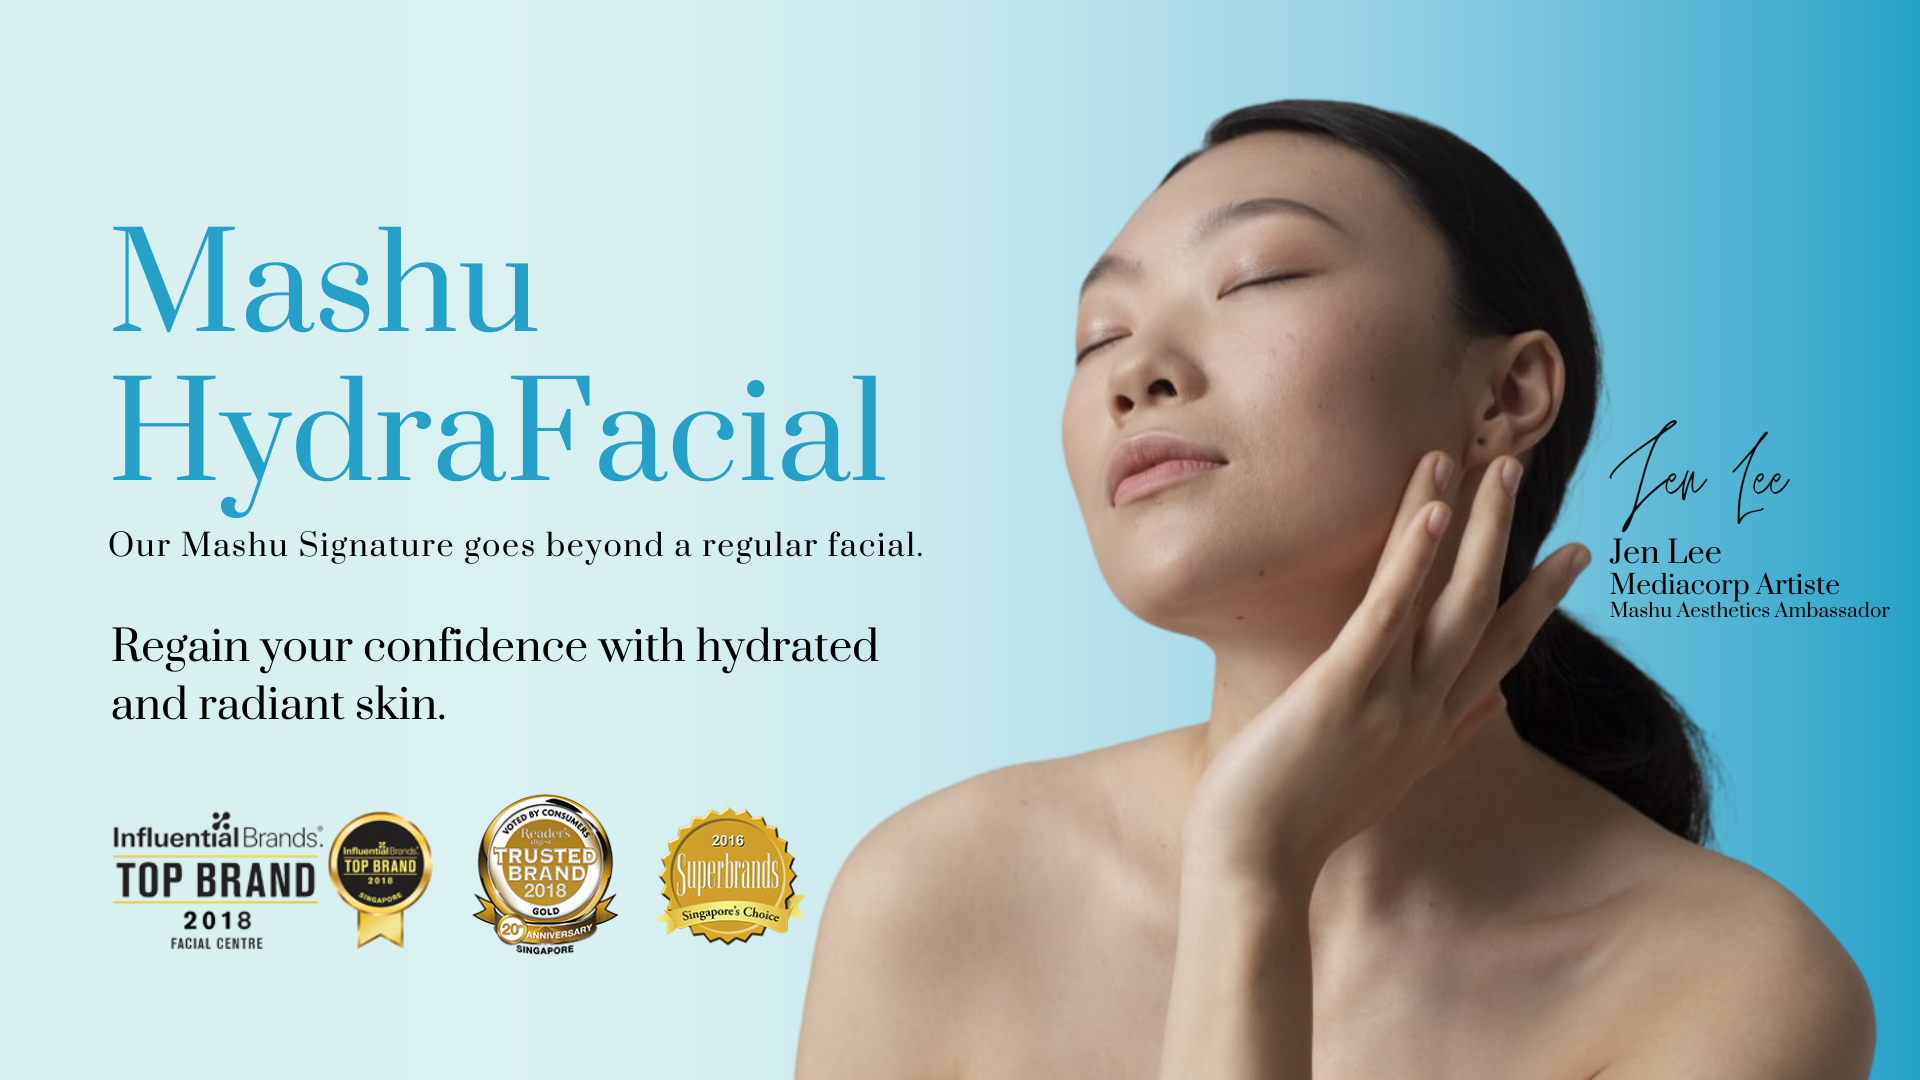 Mashu
HydraFacial
Our Mashu Signature goes beyond a regular facial.
Regain your confidence with hydrated
and radiant skin.
Jen Lee
Jen Lee
Mediacorp Artiste
Mashu Aesthetics Ambassador
Influential Brands®
TOP BRAND
2018
FACIAL CENTRE
Influential Brands
TOP BRAND
2018
SINGAPORE
VOTED BY CONSUMERS
Reader's
digest
TRUSTED
BRAND
2018
GOLD
20th ANNIVERSARY
SINGAPORE
2016
Superbrands
Singapore's Choice